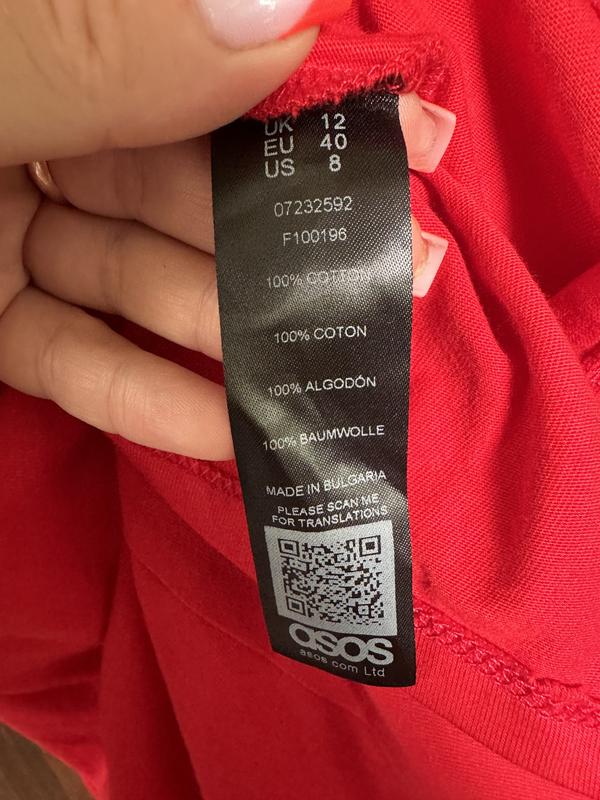 UK 12
EU 40
US 8
07232592
F100196
100% COTTON
100% COTON
100% ALGODÓN
100% BAUMWOLLE
MADE IN BULGARIA
PLEASE SCAN ME
FOR TRANSLATIONS
asos
asos com Ltd